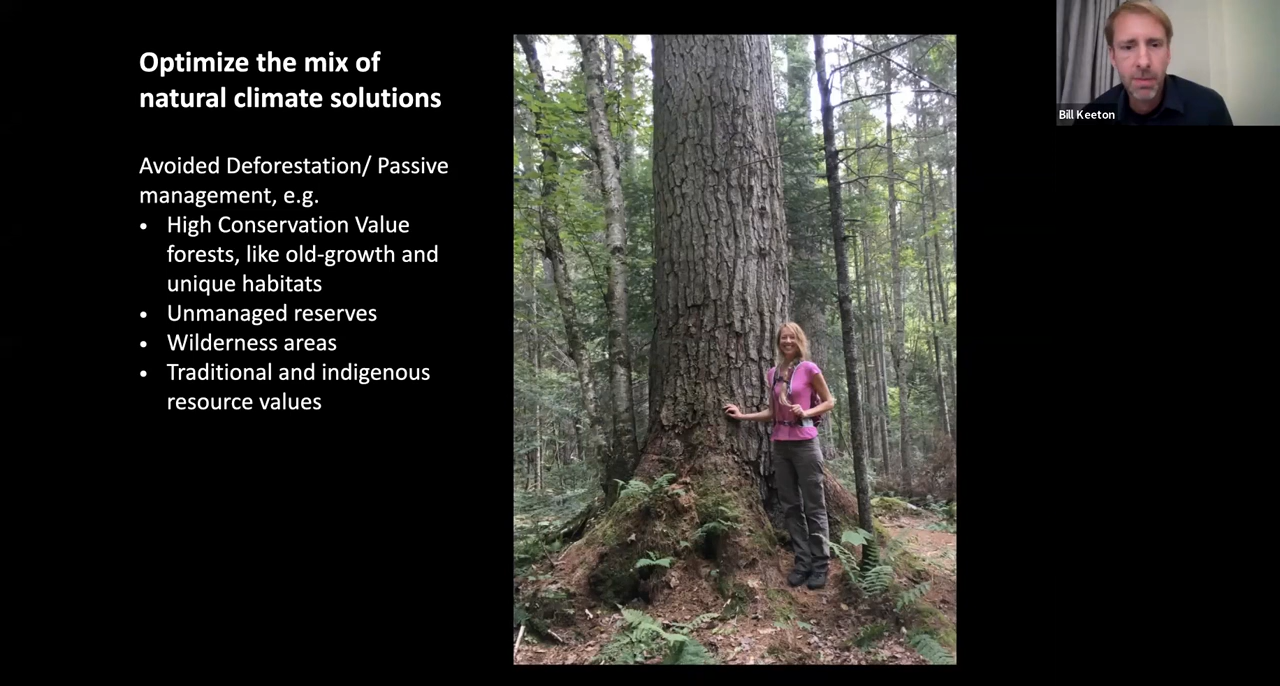 Optimize the mix of
natural climate solutions
Avoided Deforestation/ Passive
management, e.g.
• High Conservation Value
forests, like old-growth and
unique habitats
• Unmanaged reserves
• Wilderness areas
• Traditional and indigenous
resource values
Bill Keeton